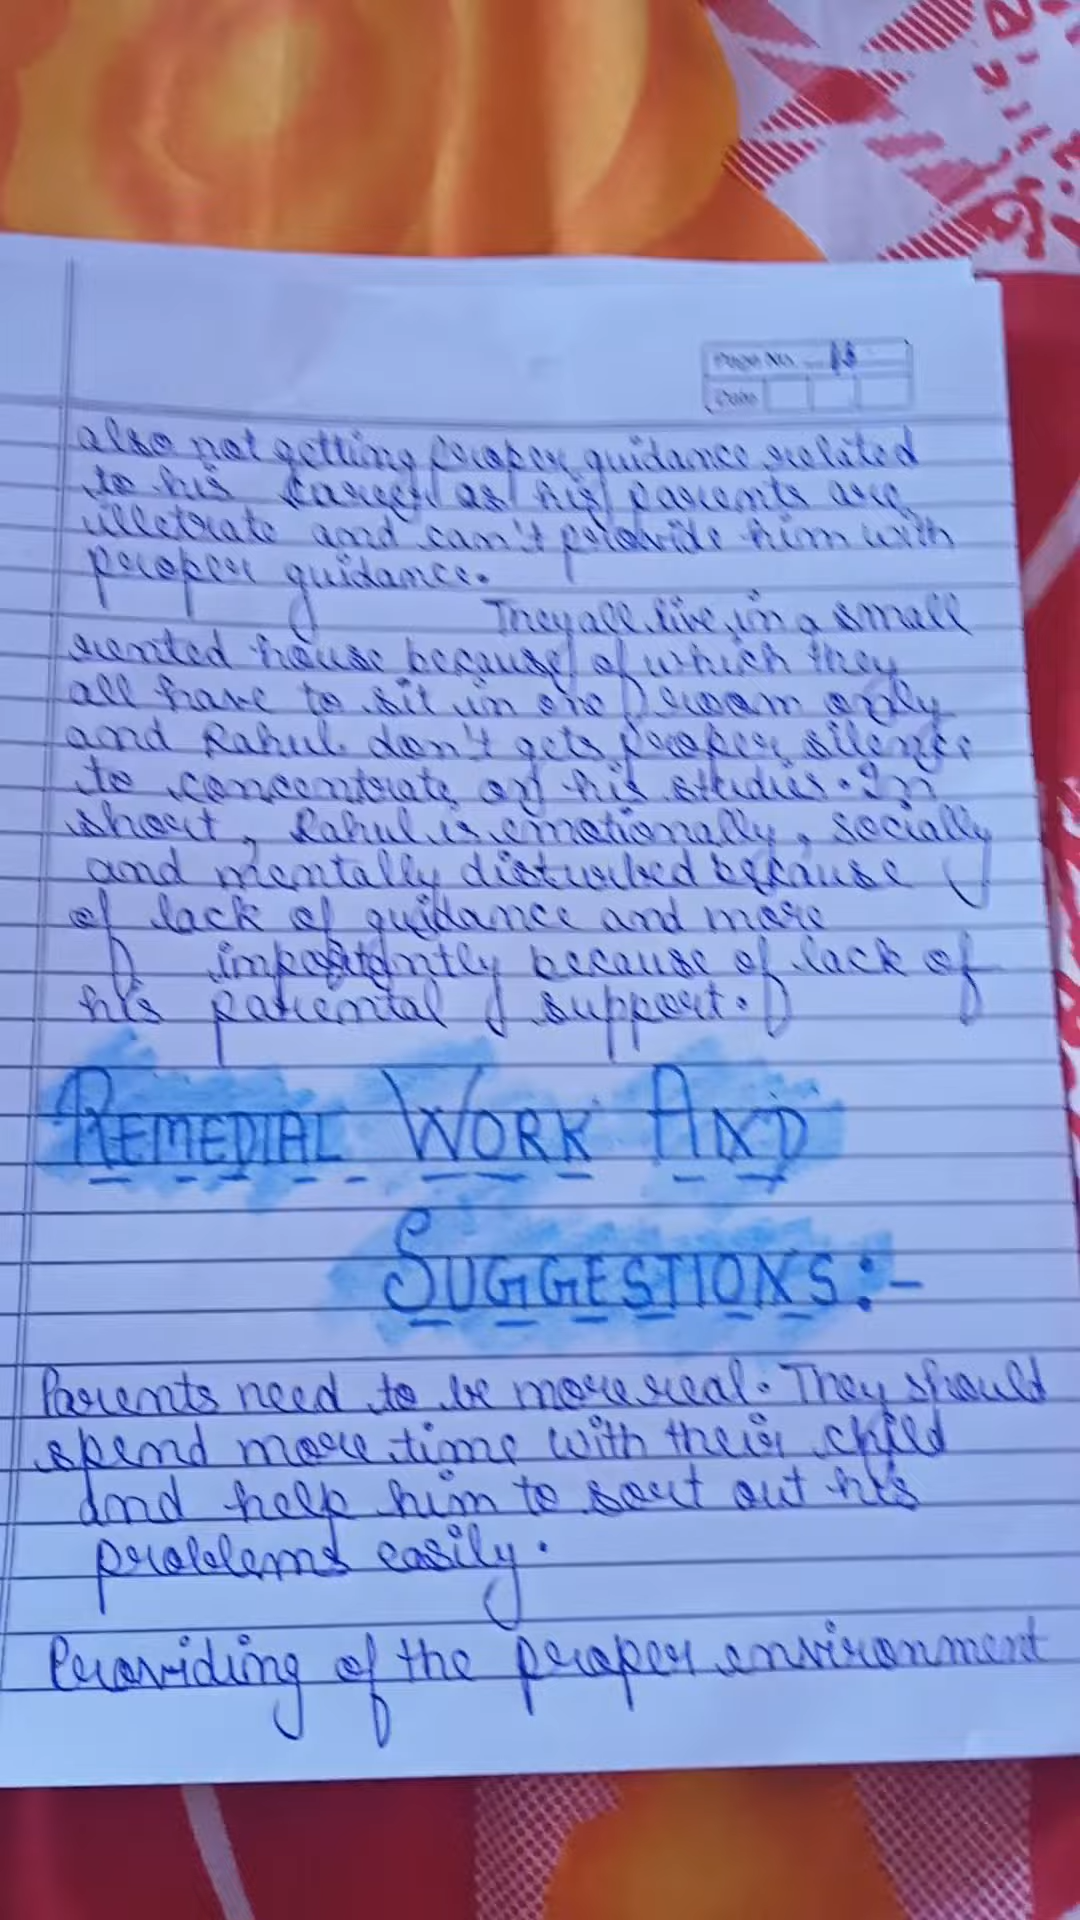 Page No. 18
Date
also not getting proper guidance related
to his career as his parents are
illetrate and can't provide him with
proper guidance.
They all live in a small
rented house because of which they
all have to sit in one room only
and Rahul don't gets proper silence
to concentrate on his studies. In
short, Rahul is emotionally, socially
and mentally disturbed because
of lack of guidance and more
importantly because of lack of
his parental support.
REMEDIAL WORK AND
SUGGESTIONS:-
Parents need to be more real. They should
spend more time with their child
and help him to sort out his
problems easily.
Providing of the proper environment